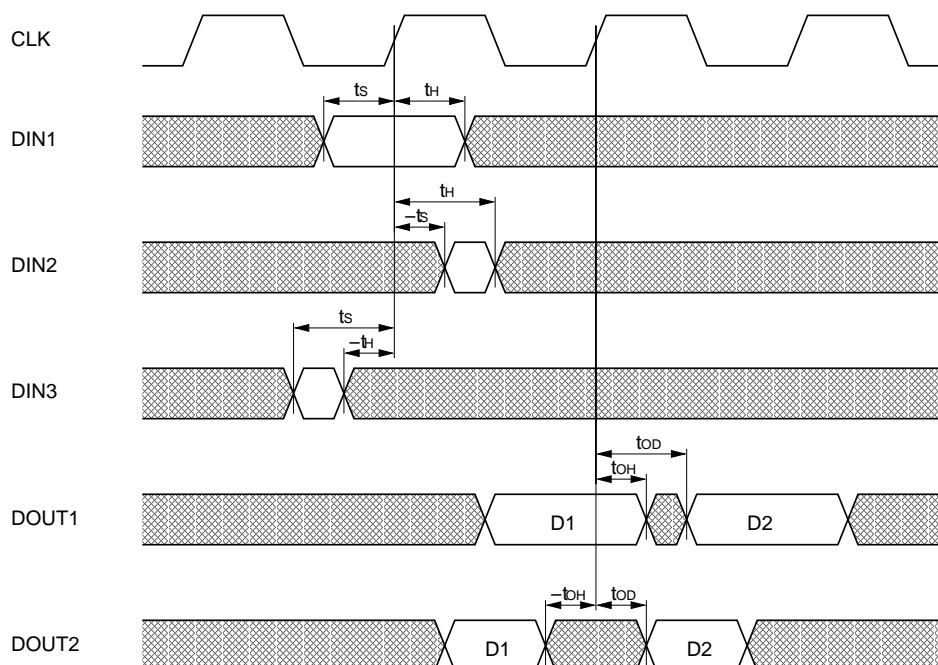 CLK
tS tH
DIN1
tH
–tS
DIN2
tS
–tH
DIN3
tOD
tOH
DOUT1 D1 D2
–tOH tOD
DOUT2 D1 D2